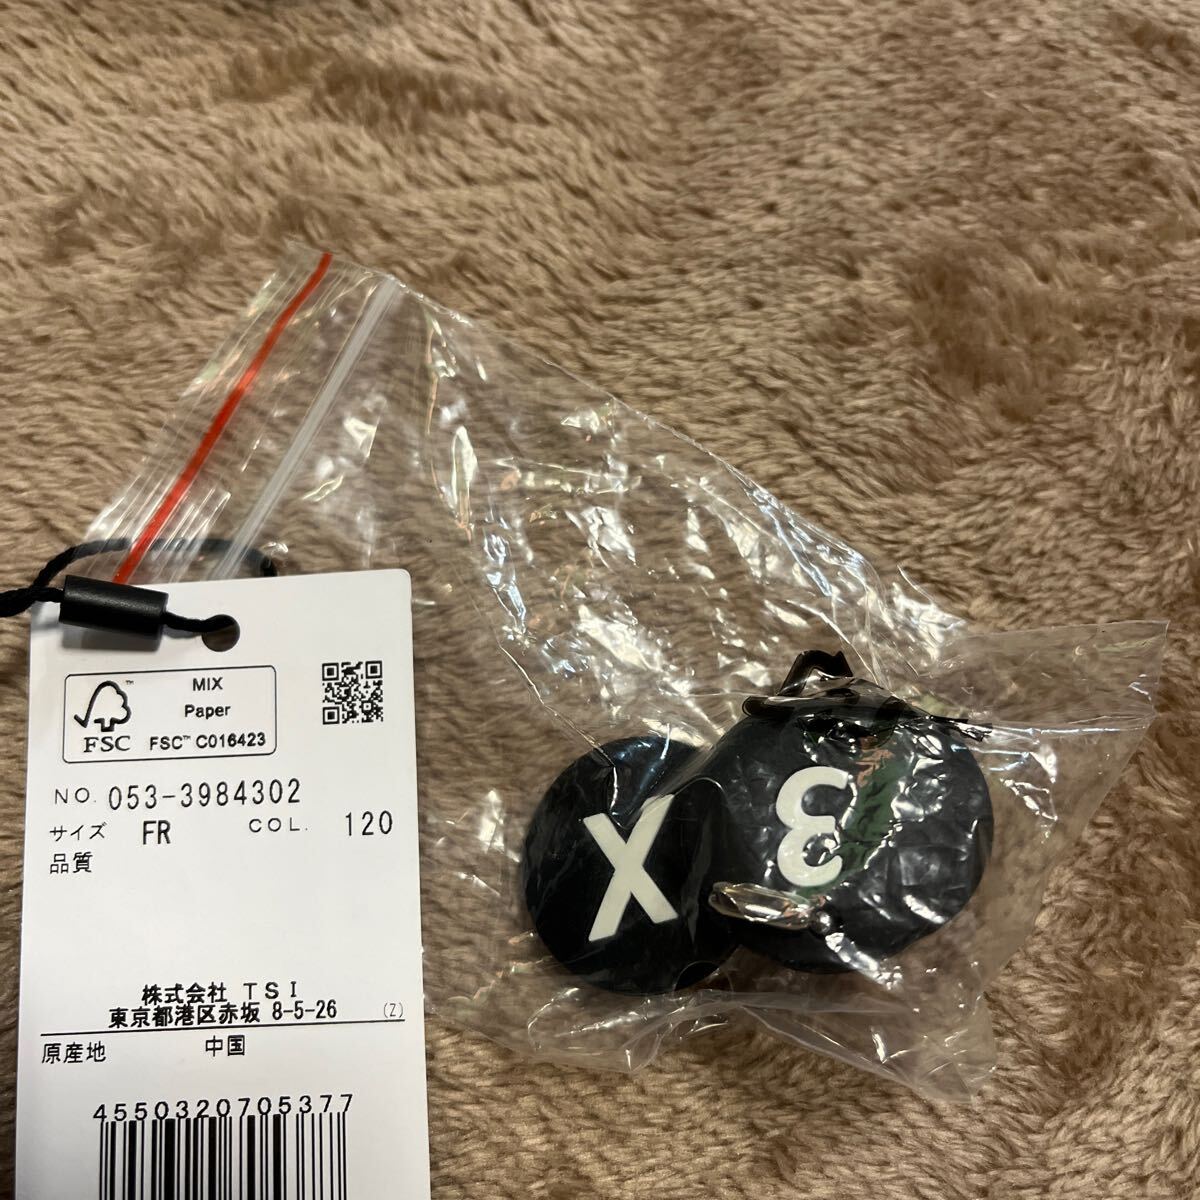 MIX
Paper
FSC™ C016423
FSC
NO. 053-3984302
サイズ FR COL. 120
品質
株式会社 TSI
東京都港区赤坂 8-5-26 (Z)
原産地 中国
4550320705377
X
3